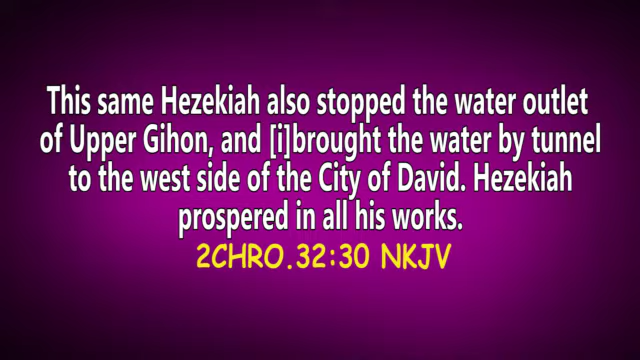 This same Hezekiah also stopped the water outlet
of Upper Gihon, and [i]brought the water by tunnel
to the west side of the City of David. Hezekiah
prospered in all his works.
2CHRO.32:30 NKJV